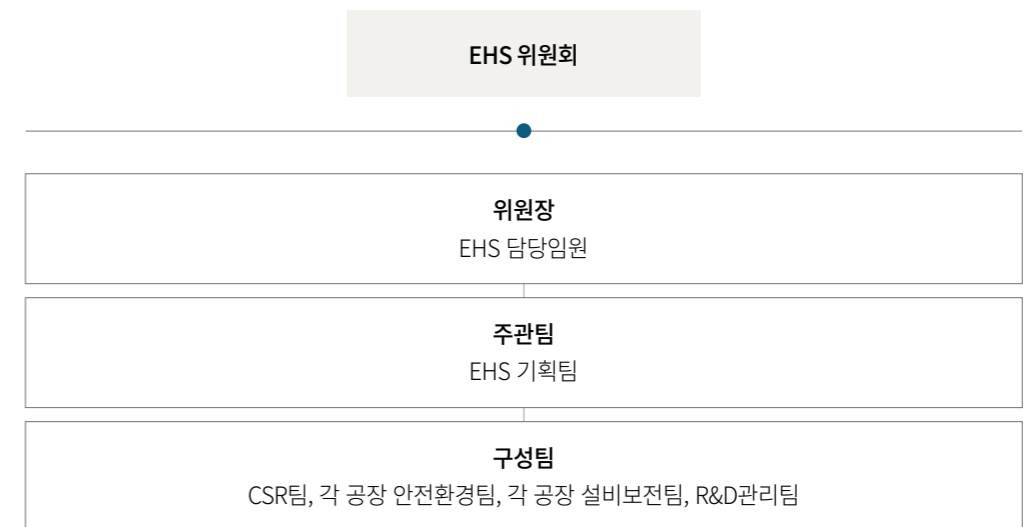 EHS 위원회
위원장
EHS 담당임원
주관팀
EHS 기획팀
구성팀
CSR팀, 각 공장 안전환경팀, 각 공장 설비보전팀, R&D관리팀